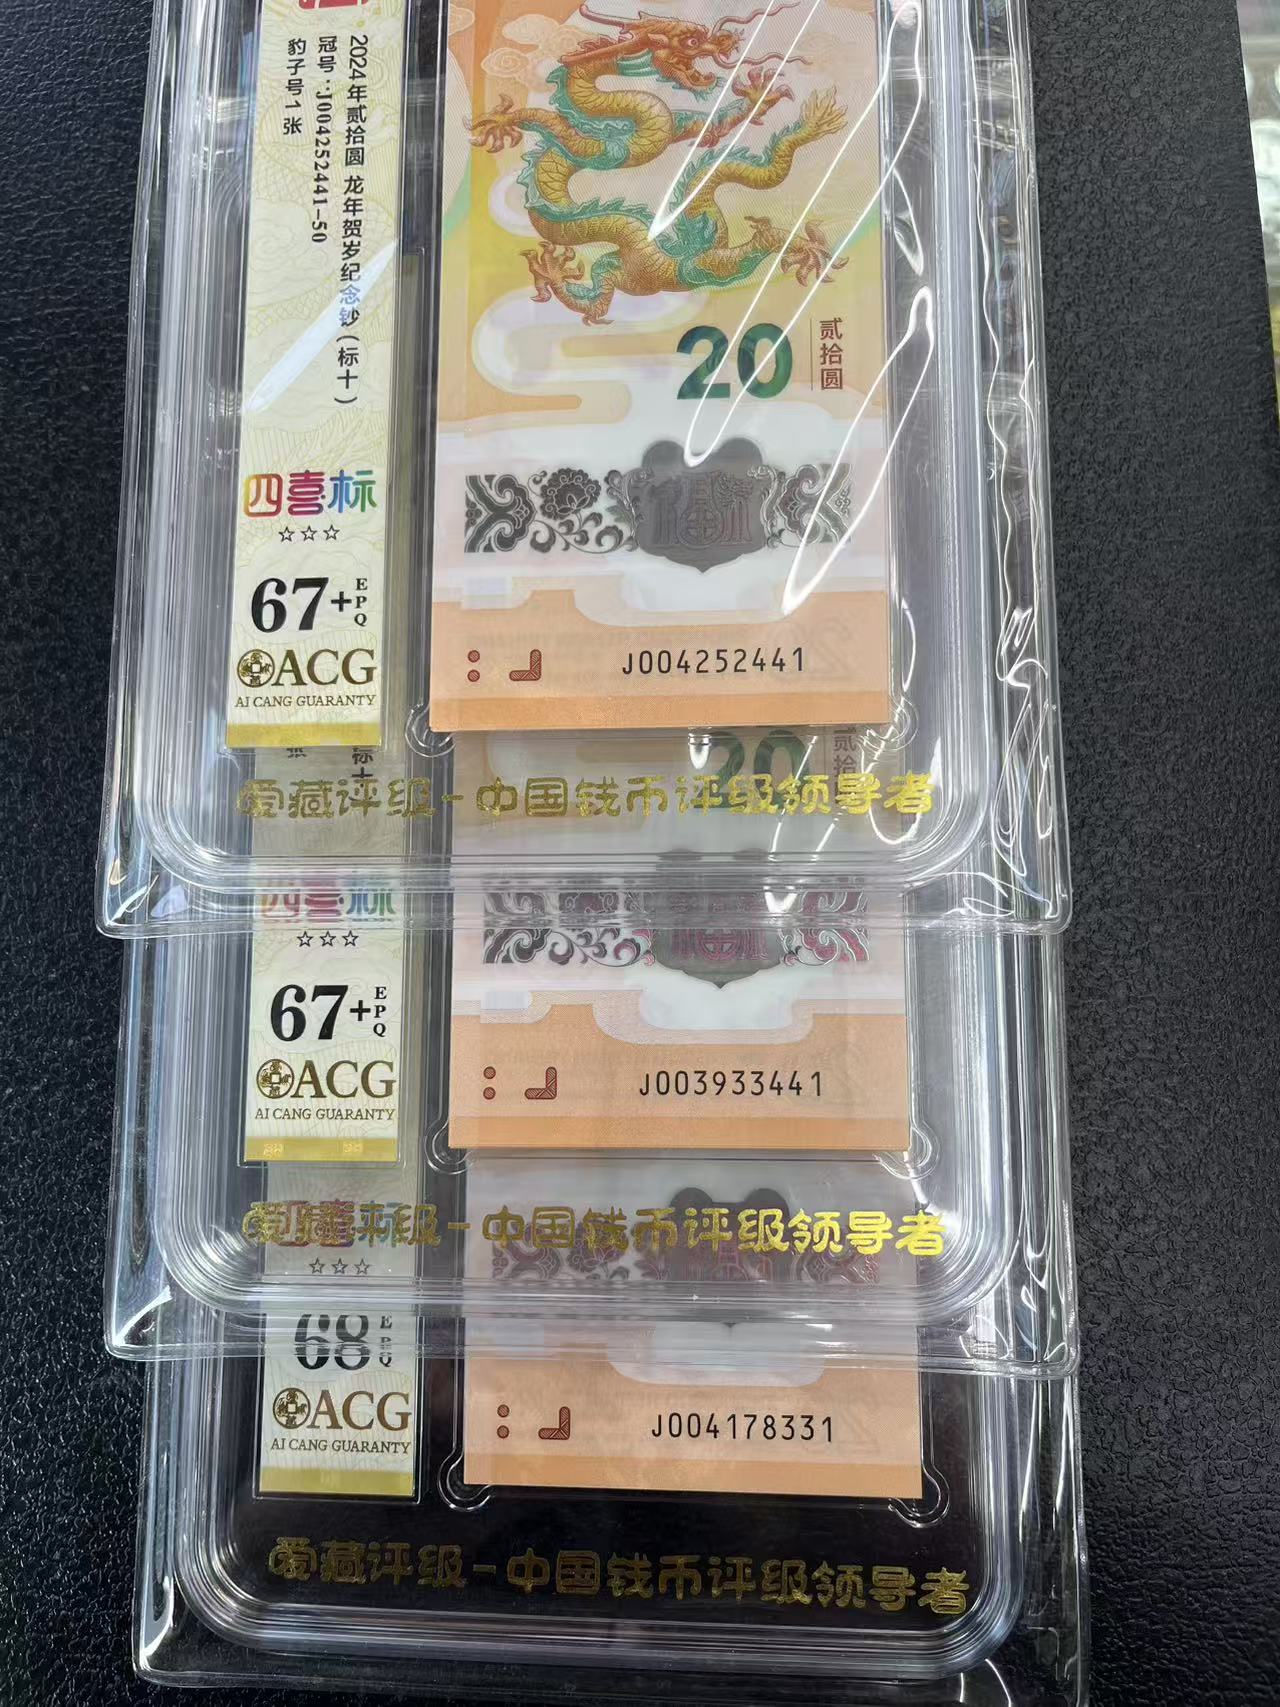 2024年贰拾圆 龙年贺岁纪念钞（标十）
冠号：J004252441-50
豹子号1张
四喜标
☆☆☆
67+
EPQ
ACG
AI CANG GUARANTY
20
贰拾圆
J004252441
爱藏评级-中国钱币评级领导者
20
贰拾
四喜标
☆☆☆
67+
EPQ
ACG
AI CANG GUARANTY
J003933441
爱藏评级-中国钱币评级领导者
☆☆☆
68
EPQ
ACG
AI CANG GUARANTY
J004178331
爱藏评级-中国钱币评级领导者